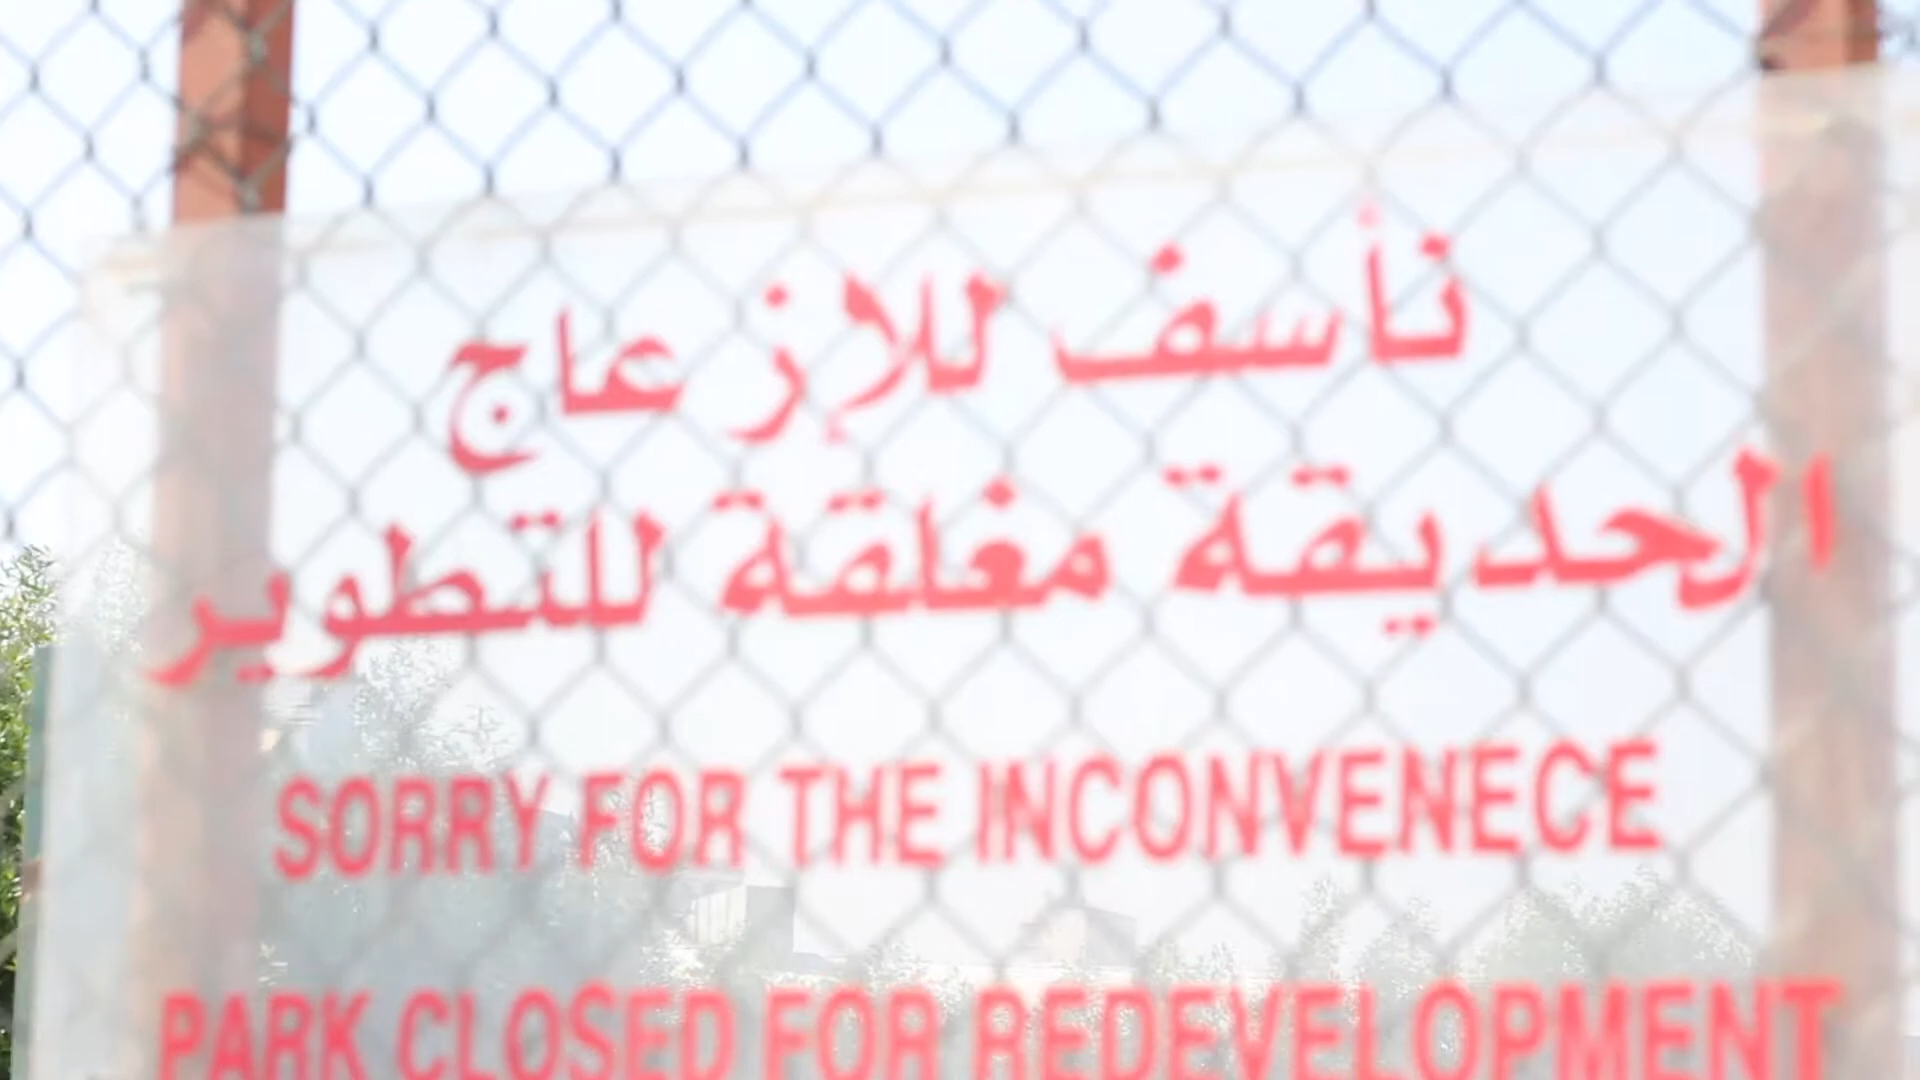 نأسف للإزعاج
الحديقة مغلقة للتطوير
SORRY FOR THE INCONVENECE
PARK CLOSED FOR REDEVELOPMENT